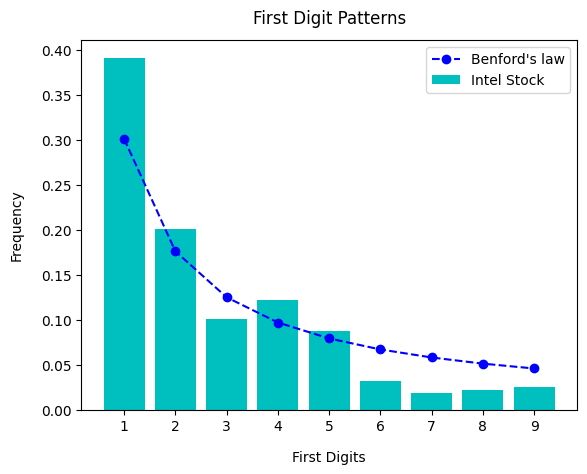 First Digit Patterns
Benford's law
Intel Stock
Frequency
0.40
0.35
0.30
0.25
0.20
0.15
0.10
0.05
0.00
1 2 3 4 5 6 7 8 9
First Digits